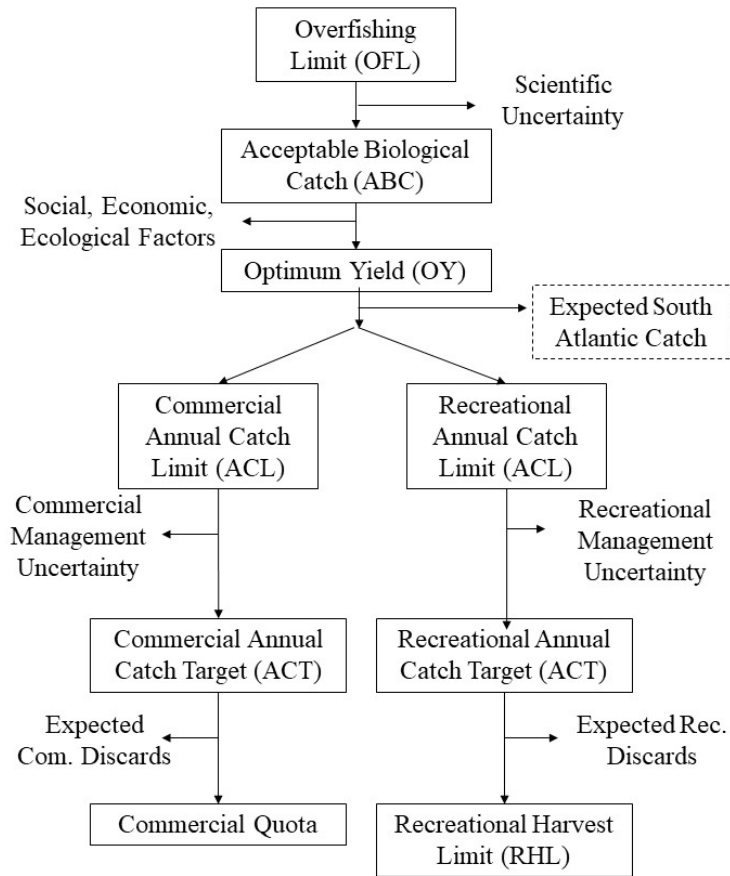 Overfishing
Limit (OFL)
Scientific
Uncertainty
Acceptable Biological
Catch (ABC)
Social, Economic,
Ecological Factors
Optimum Yield (OY)
Expected South
Atlantic Catch
Commercial
Annual Catch
Limit (ACL)
Recreational
Annual Catch
Limit (ACL)
Commercial
Management
Uncertainty
Recreational
Management
Uncertainty
Commercial Annual
Catch Target (ACT)
Recreational Annual
Catch Target (ACT)
Expected
Com. Discards
Expected Rec.
Discards
Commercial Quota
Recreational Harvest
Limit (RHL)